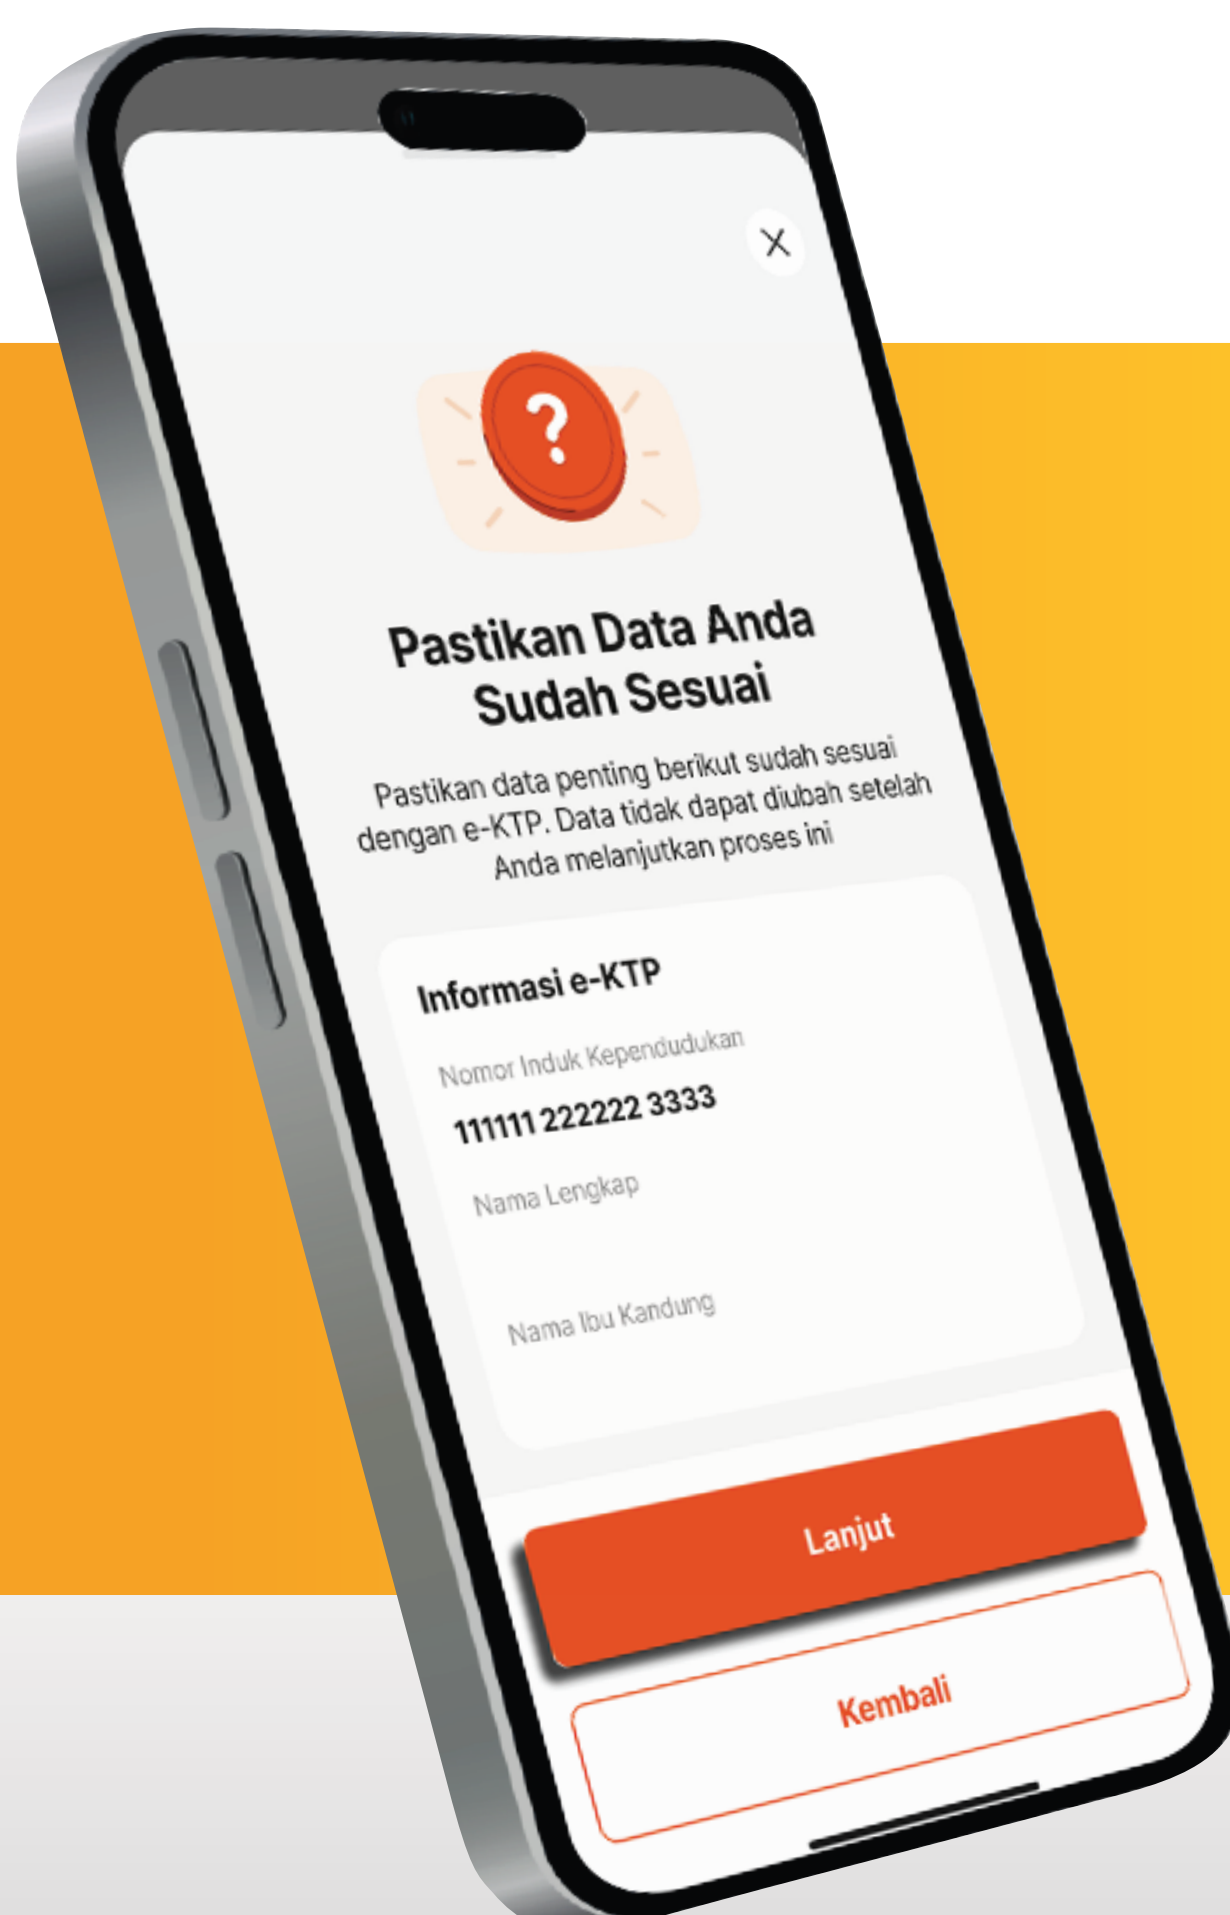 ?
Pastikan Data Anda
Sudah Sesuai
Pastikan data penting berikut sudah sesuai
dengan e-KTP. Data tidak dapat diubah setelah
Anda melanjutkan proses ini
Informasi e-KTP
Nomor Induk Kependudukan
111111 222222 3333
Nama Lengkap
Nama Ibu Kandung
Lanjut
Kembali